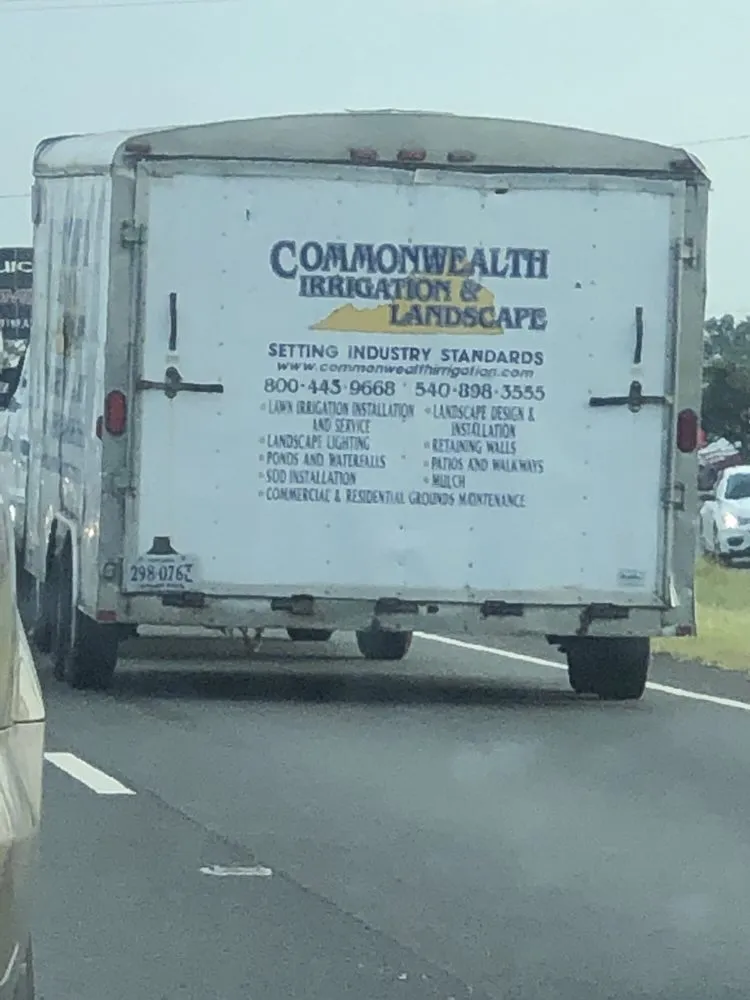 COMMONWEALTH
IRRIGATION &
LANDSCAPE
SETTING INDUSTRY STANDARDS
www.commonwealthirrigation.com
800-443-9668 540-898-3555
LAWN IRRIGATION INSTALLATION
AND SERVICE
LANDSCAPE LIGHTING
PONDS AND WATERFALLS
SOD INSTALLATION
LANDSCAPE DESIGN &
INSTALLATION
RETAINING WALLS
PATIOS AND WALKWAYS
MULCH
COMMERCIAL & RESIDENTIAL GROUNDS MAINTENANCE
298-076